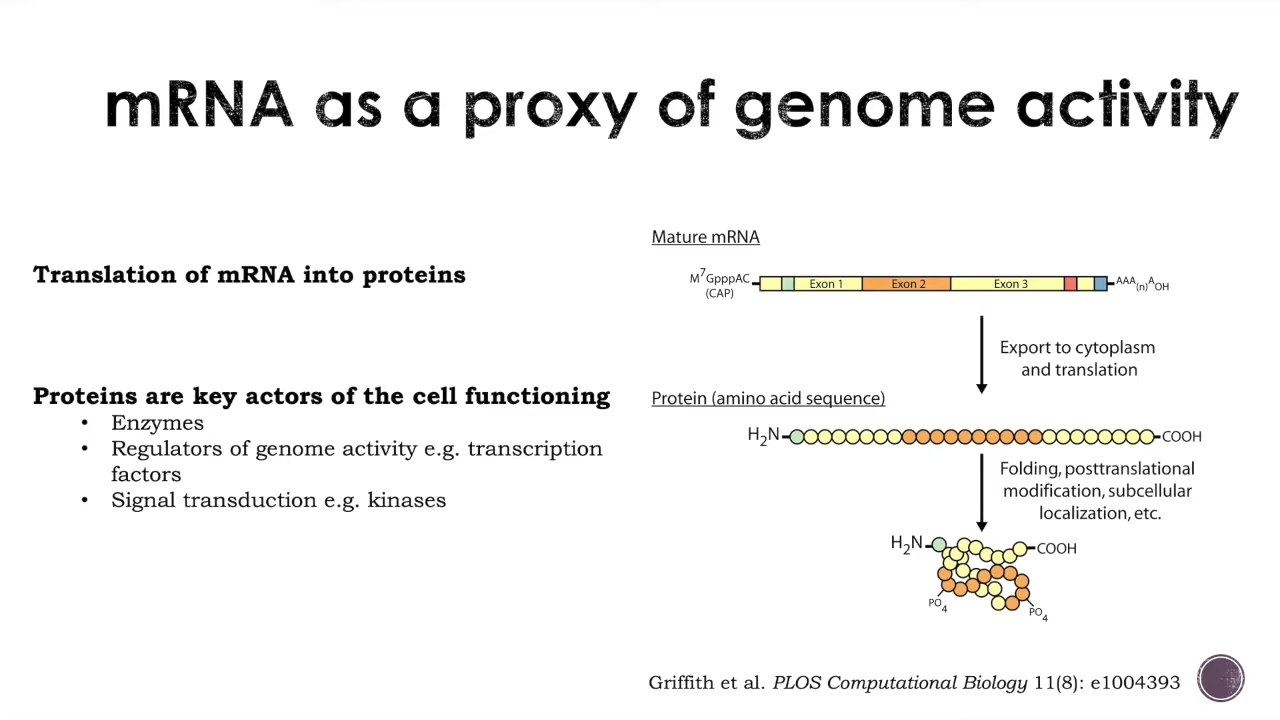 mRNA as a proxy of genome activity
Translation of mRNA into proteins
Proteins are key actors of the cell functioning
• Enzymes
• Regulators of genome activity e.g. transcription
factors
• Signal transduction e.g. kinases
Mature mRNA
M7GpppAC
(CAP)
Exon 1
Exon 2
Exon 3
AAA(n)AOH
Export to cytoplasm
and translation
Protein (amino acid sequence)
H2N
COOH
Folding, posttranslational
modification, subcellular
localization, etc.
H2N
COOH
PO4
PO4
Griffith et al. PLOS Computational Biology 11(8): e1004393